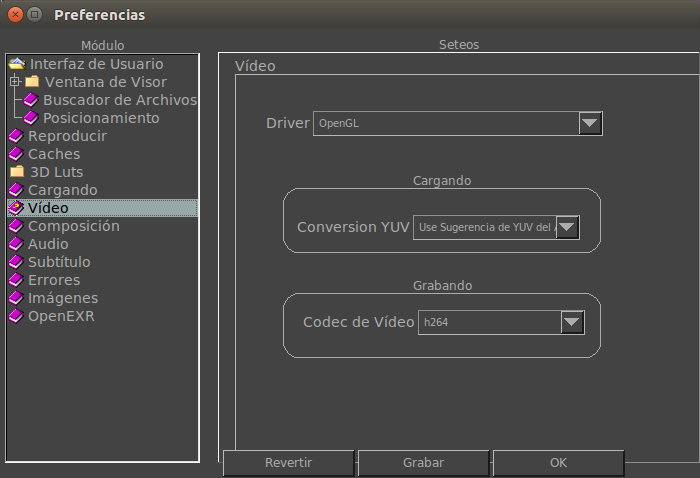 Preferencias
Módulo
Interfaz de Usuario
Ventana de Visor
Buscador de Archivos
Posicionamiento
Reproducir
Caches
3D Luts
Cargando
Vídeo
Composición
Audio
Subtítulo
Errores
Imágenes
OpenEXR
Seteos
Vídeo
Driver OpenGL
Cargando
Conversion YUV Use Sugerencia de YUV del
Grabando
Codec de Vídeo h264
Revertir Grabar OK